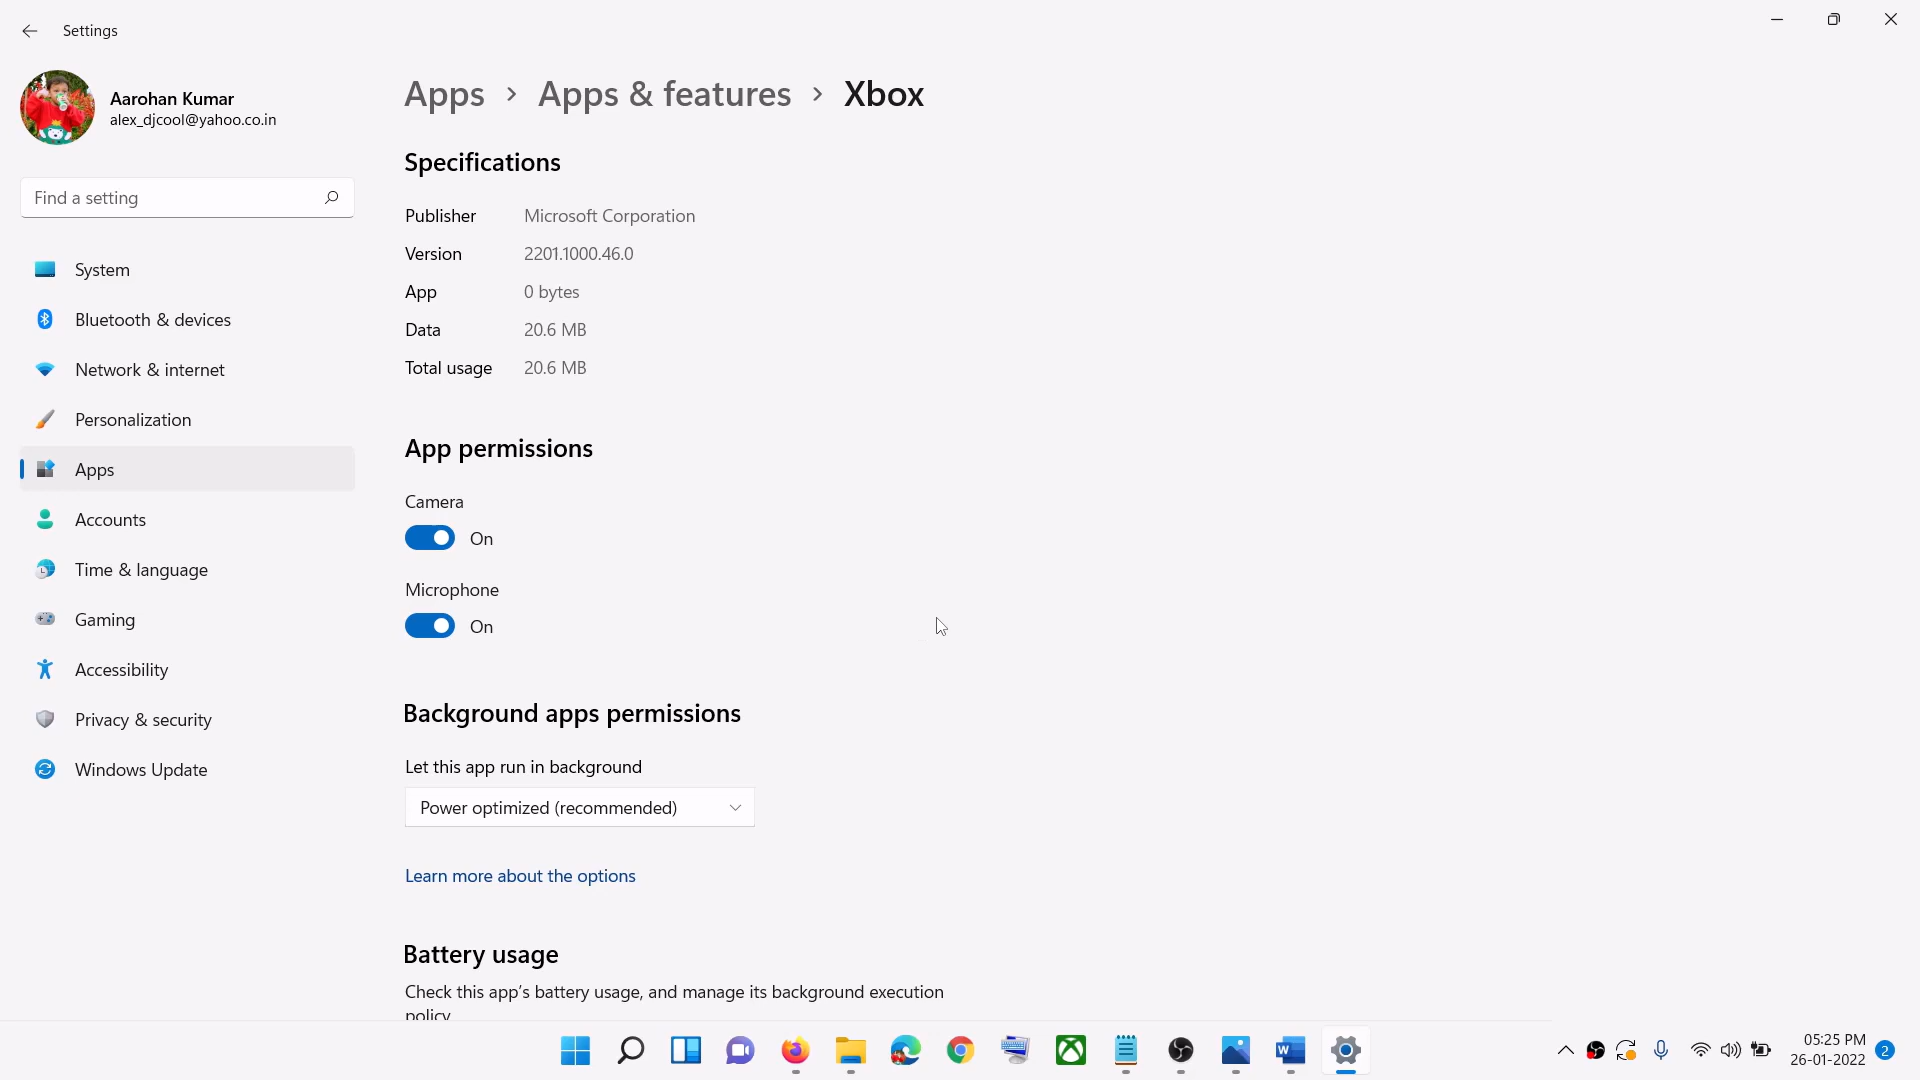 Settings
Aarohan Kumar
alex_djcool@yahoo.co.in
Find a setting
System
Bluetooth & devices
Network & internet
Personalization
Apps
Accounts
Time & language
Gaming
Accessibility
Privacy & security
Windows Update
Apps > Apps & features > Xbox
Specifications
Publisher Microsoft Corporation
Version 2201.1000.46.0
App 0 bytes
Data 20.6 MB
Total usage 20.6 MB
App permissions
Camera
On
Microphone
On
Background apps permissions
Let this app run in background
Power optimized (recommended)
Learn more about the options
Battery usage
Check this app's battery usage, and manage its background execution
policy
05:25 PM
26-01-2022
2